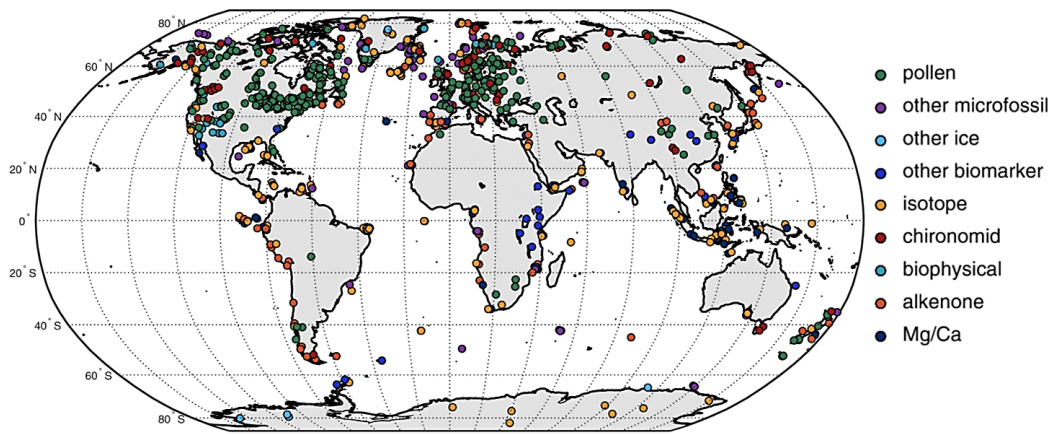 80° N
60° N
40° N
20° N
0°
20° S
40° S
60° S
80° S
pollen
other microfossil
other ice
other biomarker
isotope
chironomid
biophysical
alkenone
Mg/Ca